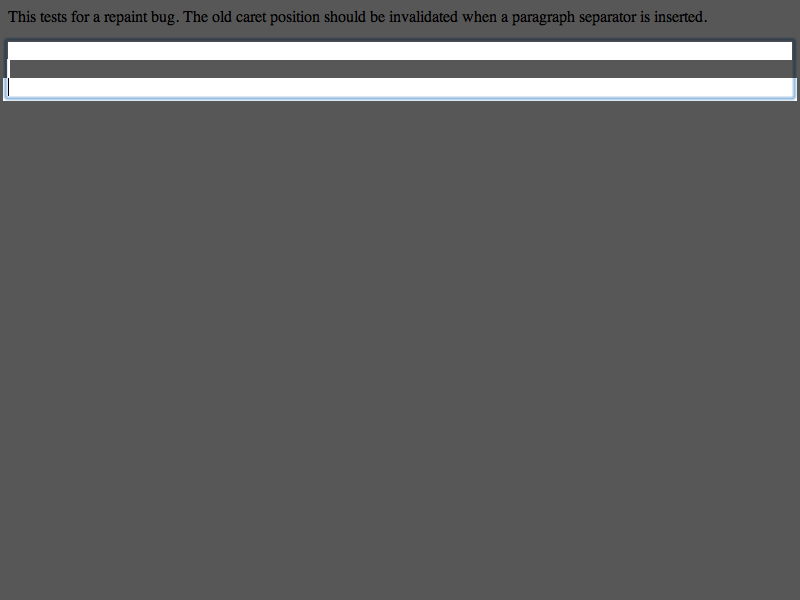 This tests for a repaint bug. The old caret position should be invalidated when a paragraph separator is inserted.